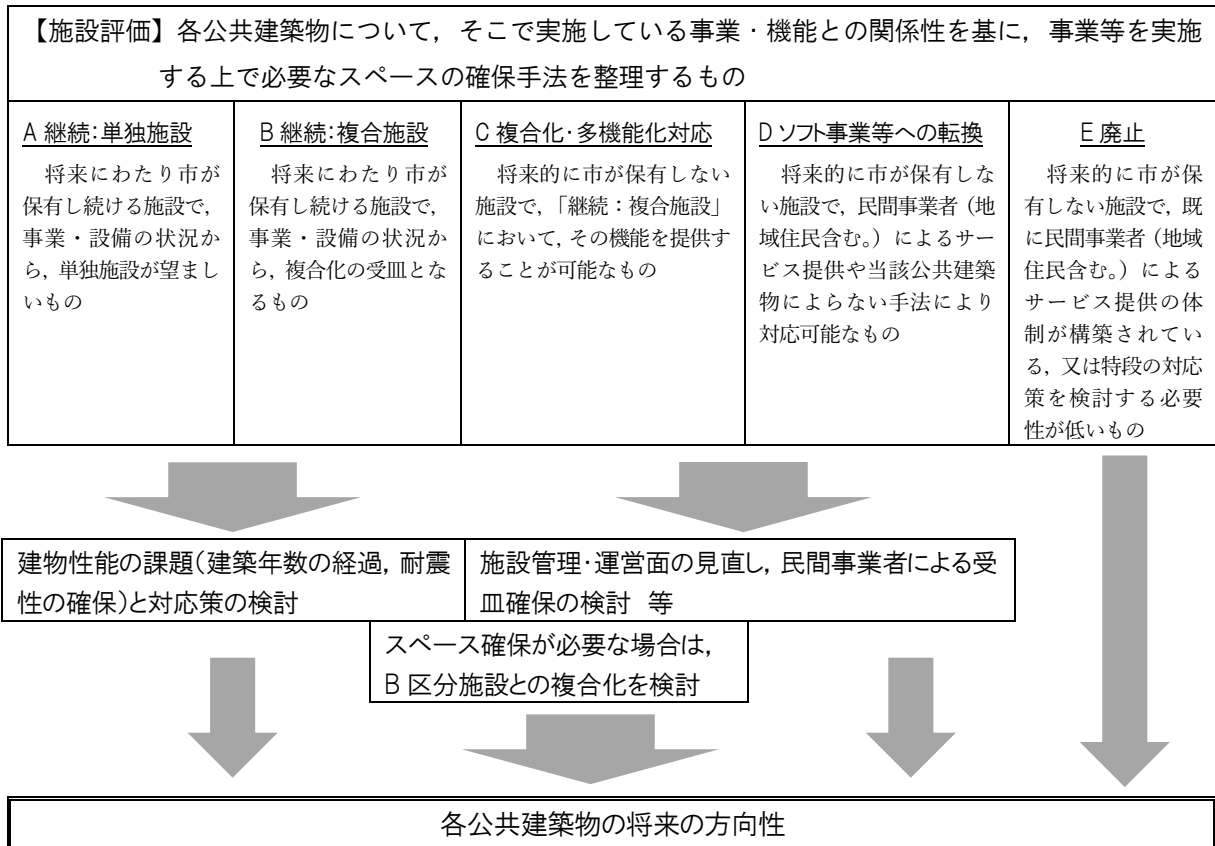 【施設評価】各公共建築物について，そこで実施している事業・機能との関係性を基に，事業等を実施
する上で必要なスペースの確保手法を整理するもの
A 継続：単独施設
将来にわたり市が
保有し続ける施設で，
事業・設備の状況か
ら，単独施設が望まし
いもの
B 継続：複合施設
将来にわたり市が
保有し続ける施設で，
事業・設備の状況か
ら，複合化の受皿とな
るもの
C 複合化・多機能化対応
将来的に市が保有しない
施設で，「継続：複合施設」
において，その機能を提供す
ることが可能なもの
D ソフト事業等への転換
将来的に市が保有しな
い施設で，民間事業者（地
域住民含む。）によるサー
ビス提供や当該公共建築
物によらない手法により
対応可能なもの
E 廃止
将来的に市が保
有しない施設で，既
に民間事業者（地域
住民含む。）による
サービス提供の体
制が構築されてい
る，又は特段の対応
策を検討する必要
性が低いもの
建物性能の課題（建築年数の経過，耐震
性の確保）と対応策の検討
施設管理・運営面の見直し，民間事業者による受
皿確保の検討　等
スペース確保が必要な場合は，
B 区分施設との複合化を検討
各公共建築物の将来の方向性